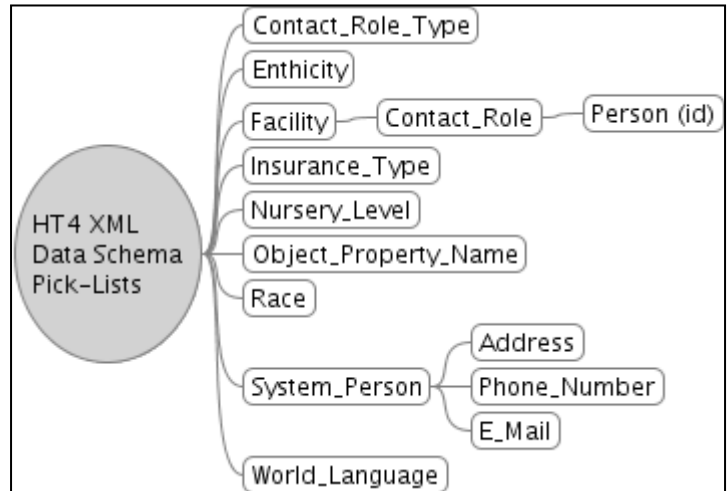 HT4 XML
Data Schema
Pick-Lists
Contact_Role_Type
Enthicity
Facility
Contact_Role
Person (id)
Insurance_Type
Nursery_Level
Object_Property_Name
Race
System_Person
Address
Phone_Number
E_Mail
World_Language